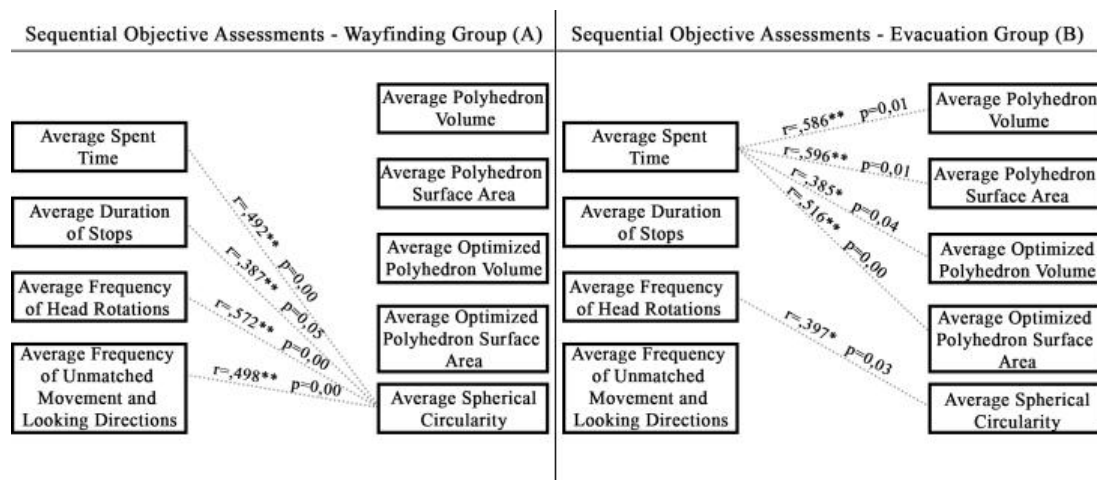 Sequential Objective Assessments - Wayfinding Group (A)
Average Spent
Time
Average Duration
of Stops
Average Frequency
of Head Rotations
Average Frequency
of Unmatched
Movement and
Looking Directions
r=,492** p=0,00
r=,387** p=0,05
r=,572** p=0,00
r=,498** p=0,00
Average Polyhedron
Volume
Average Polyhedron
Surface Area
Average Optimized
Polyhedron Volume
Average Optimized
Polyhedron Surface
Area
Average Spherical
Circularity
Sequential Objective Assessments - Evacuation Group (B)
Average Spent
Time
Average Duration
of Stops
Average Frequency
of Head Rotations
Average Frequency
of Unmatched
Movement and
Looking Directions
r=,586** p=0,01
r=,596** p=0,01
r=,385* p=0,04
r=,516** p=0,00
r=,397* p=0,03
Average Polyhedron
Volume
Average Polyhedron
Surface Area
Average Optimized
Polyhedron Volume
Average Optimized
Polyhedron Surface
Area
Average Spherical
Circularity